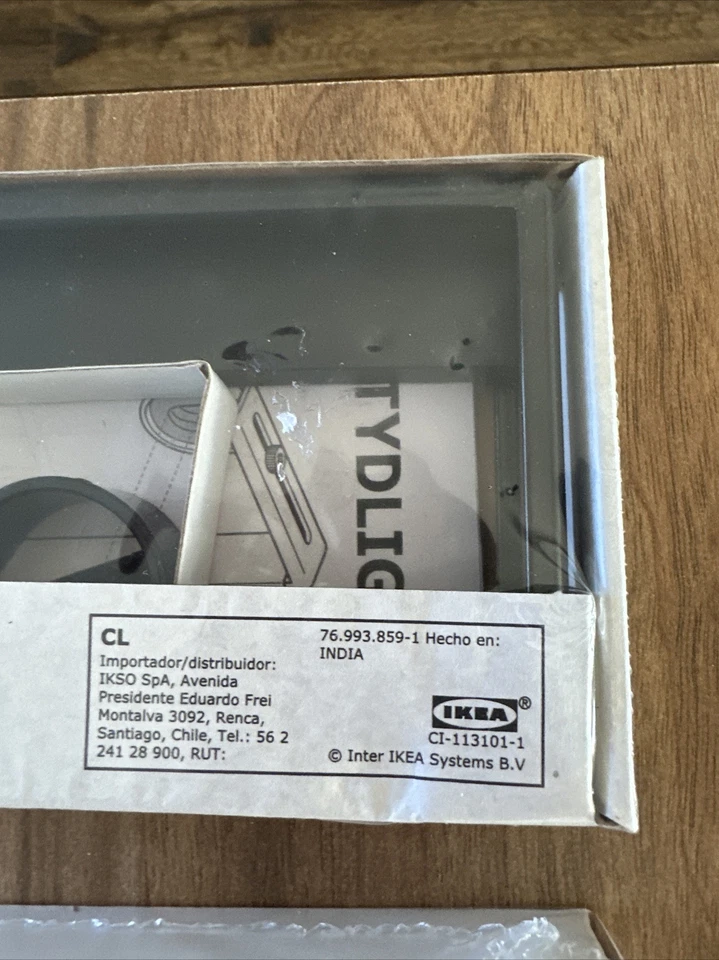 TYDLIG
CL
Importador/distribuidor:
IKSO SpA, Avenida
Presidente Eduardo Frei
Montalva 3092, Renca,
Santiago, Chile, Tel.: 56 2
241 28 900, RUT:
76.993.859-1 Hecho en:
INDIA
IKEA®
CI-113101-1
© Inter IKEA Systems B.V